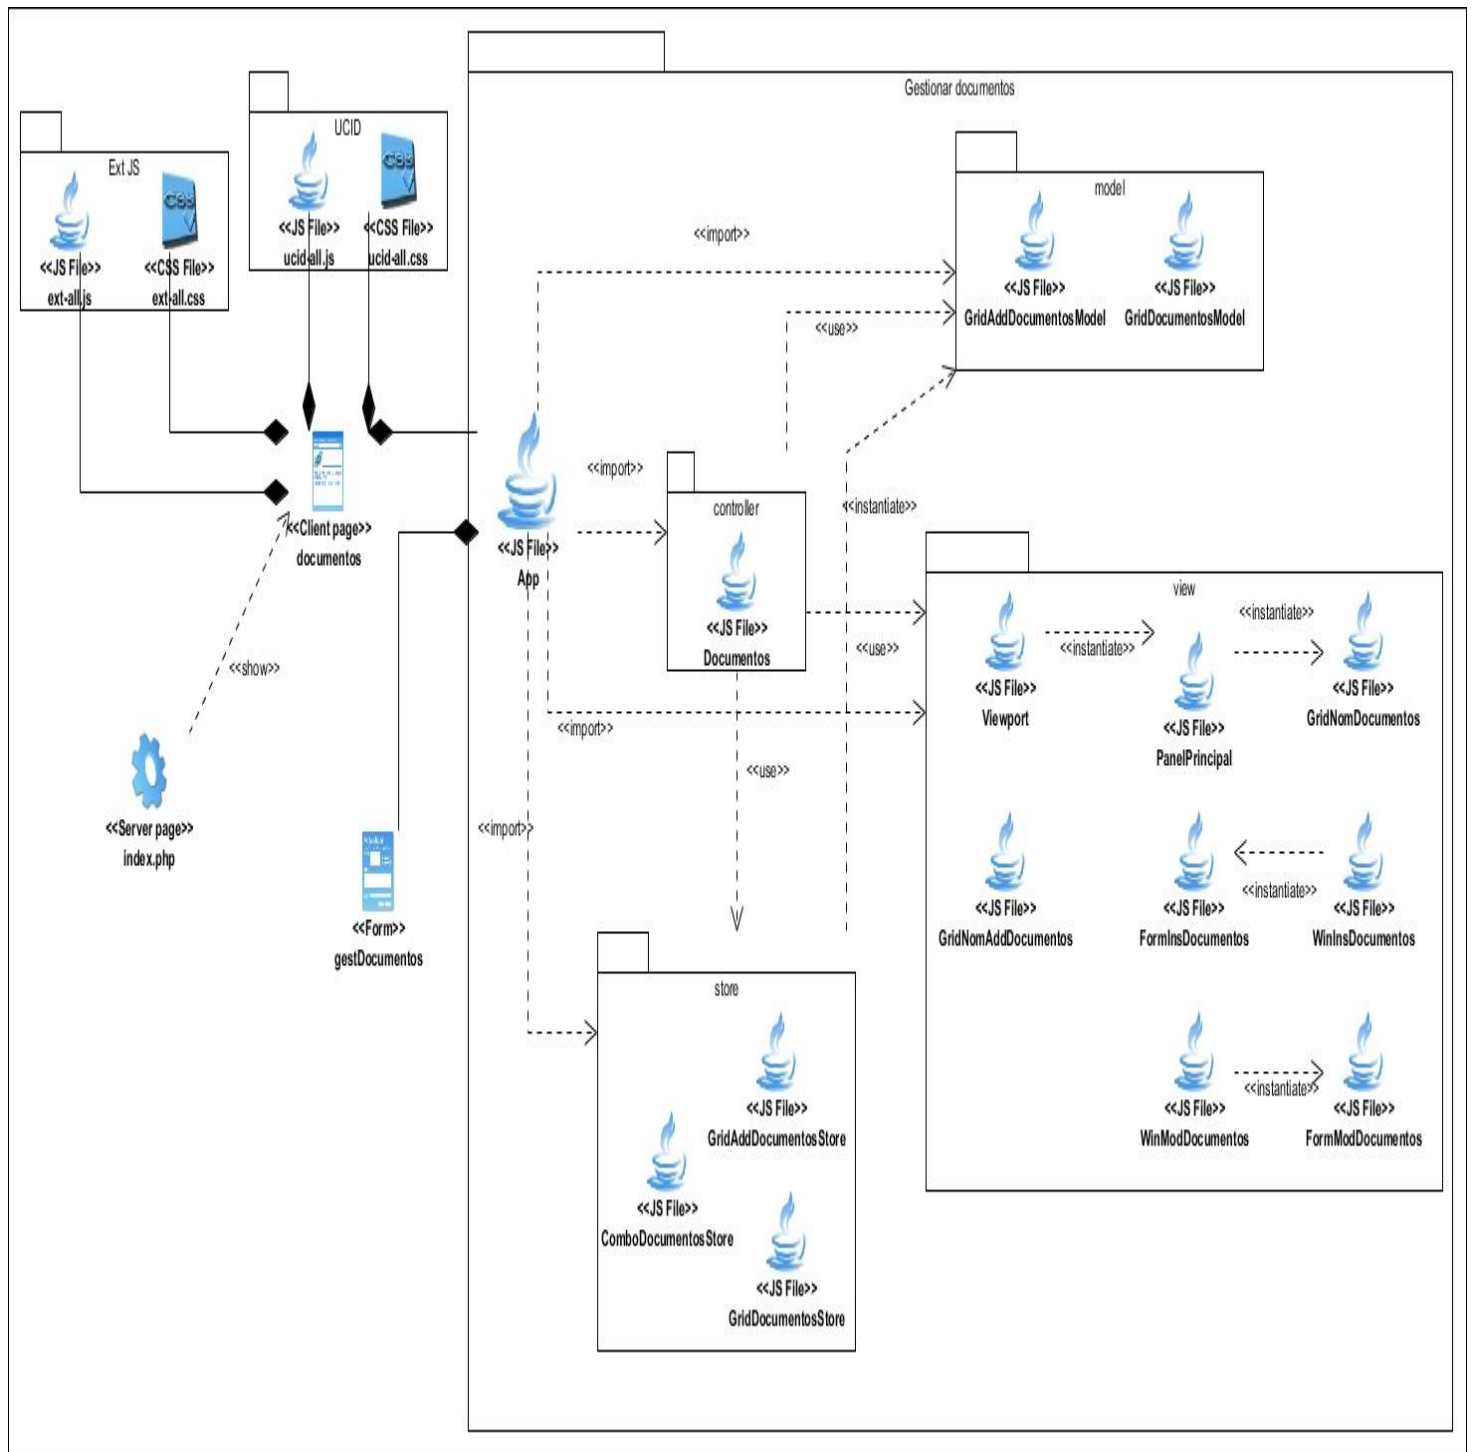 Gestionar documentos
UCID
<<JS File>>
ucid-all.js
<<CSS File>>
ucid-all.css
Ext JS
<<JS File>>
ext-all.js
<<CSS File>>
ext-all.css
model
<<JS File>>
GridAddDocumentosModel
<<JS File>>
GridDocumentosModel
<<import>>
<<use>>
<<import>>
<<instantiate>>
<<Client page>>
documentos
<<JS File>>
App
controller
<<JS File>>
Documentos
<<show>>
<<use>>
<<import>>
<<use>>
<<import>>
<<Server page>>
index.php
<<Form>>
gestDocumentos
view
<<JS File>>
Viewport
<<instantiate>>
<<JS File>>
PanelPrincipal
<<instantiate>>
<<JS File>>
GridNomDocumentos
<<JS File>>
GridNomAddDocumentos
<<JS File>>
FormInsDocumentos
<<instantiate>>
<<JS File>>
WinInsDocumentos
<<JS File>>
WinModDocumentos
<<instantiate>>
<<JS File>>
FormModDocumentos
store
<<JS File>>
GridAddDocumentosStore
<<JS File>>
ComboDocumentosStore
<<JS File>>
GridDocumentosStore